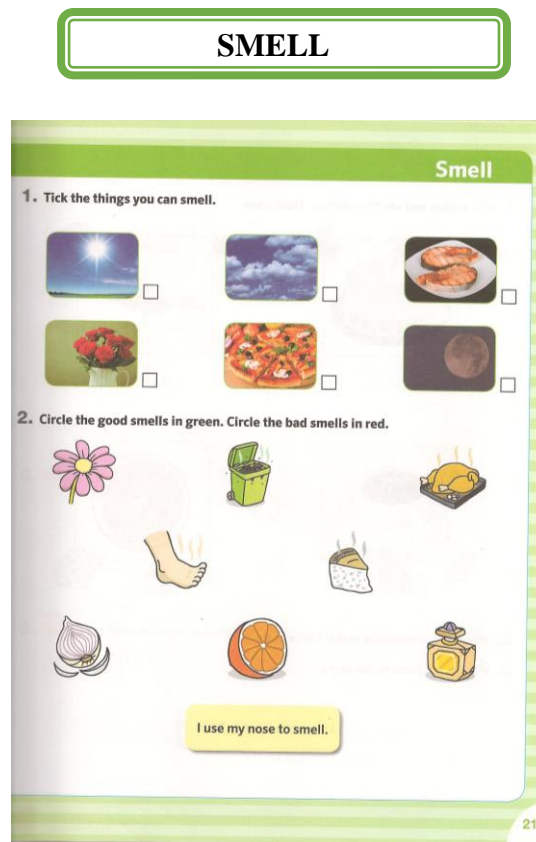 SMELL
Smell
1. Tick the things you can smell.
2. Circle the good smells in green. Circle the bad smells in red.
I use my nose to smell.
21